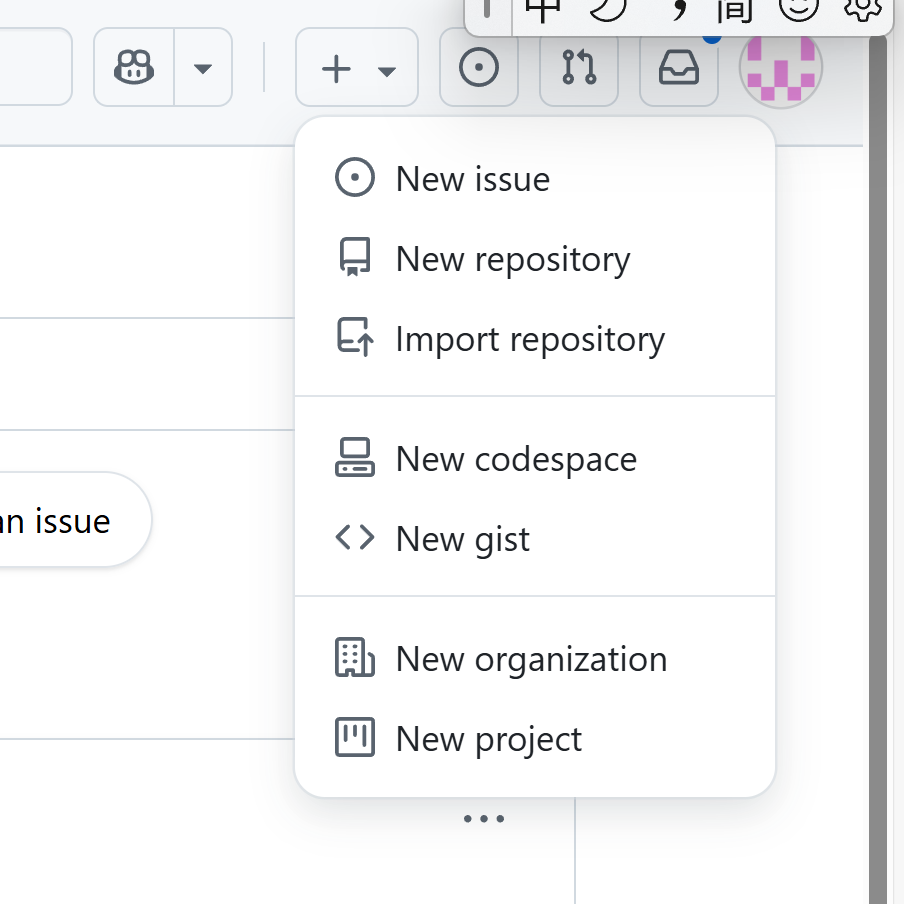 中 , 简
New issue
New repository
Import repository
New codespace
an issue
New gist
New organization
New project